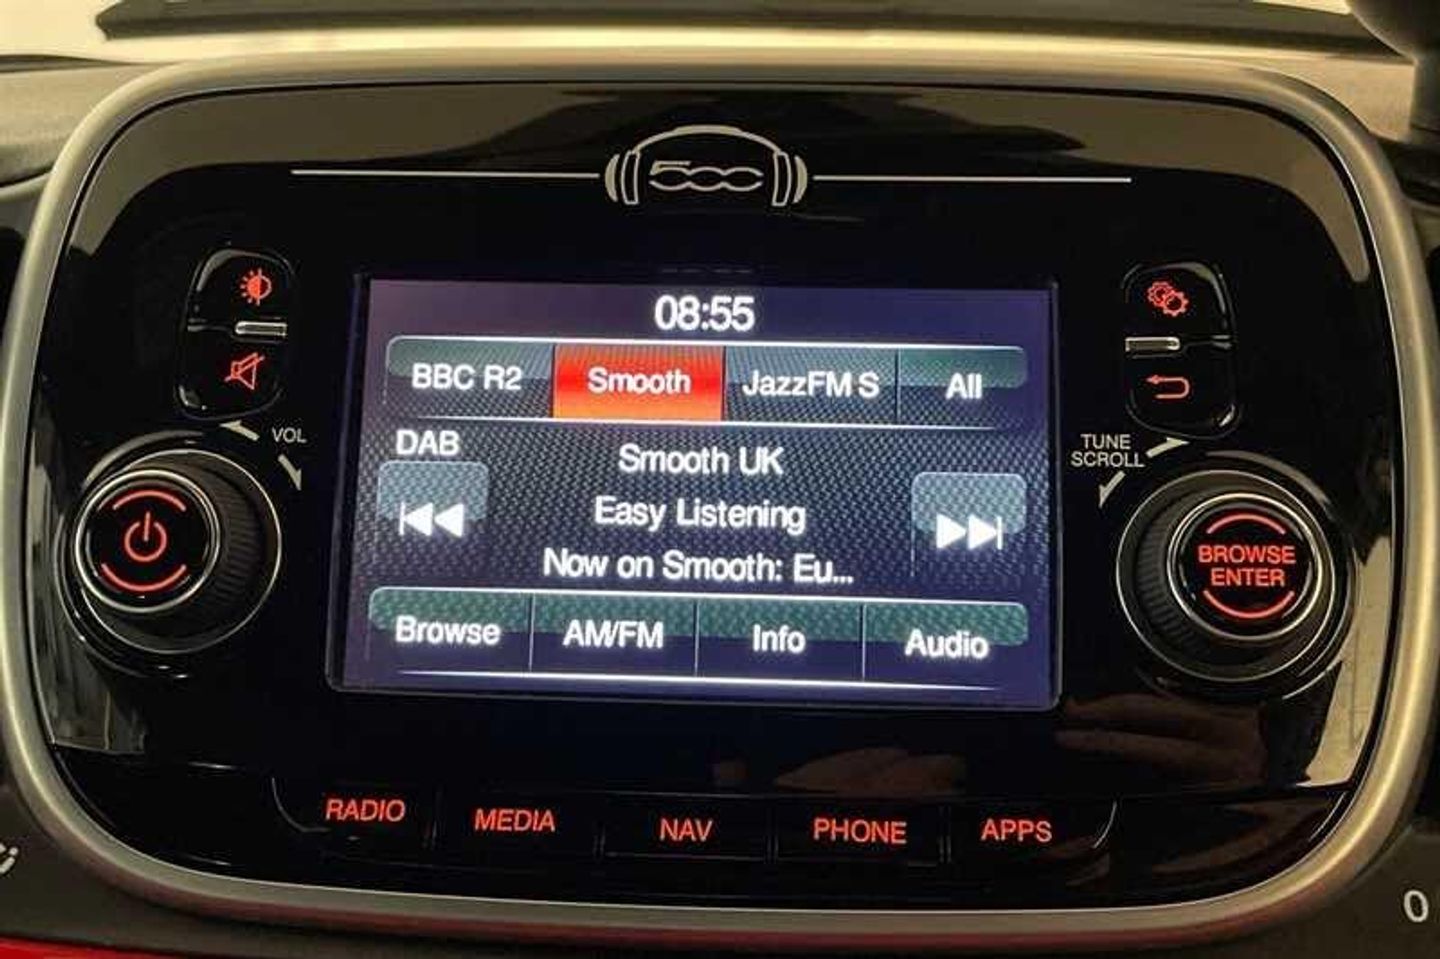 500
08:55
BBC R2 Smooth JazzFM S All
VOL
TUNE
SCROLL
DAB
Smooth UK
Easy Listening
Now on Smooth: Eu...
BROWSE
ENTER
Browse AM/FM Info Audio
RADIO MEDIA NAV PHONE APPS
0